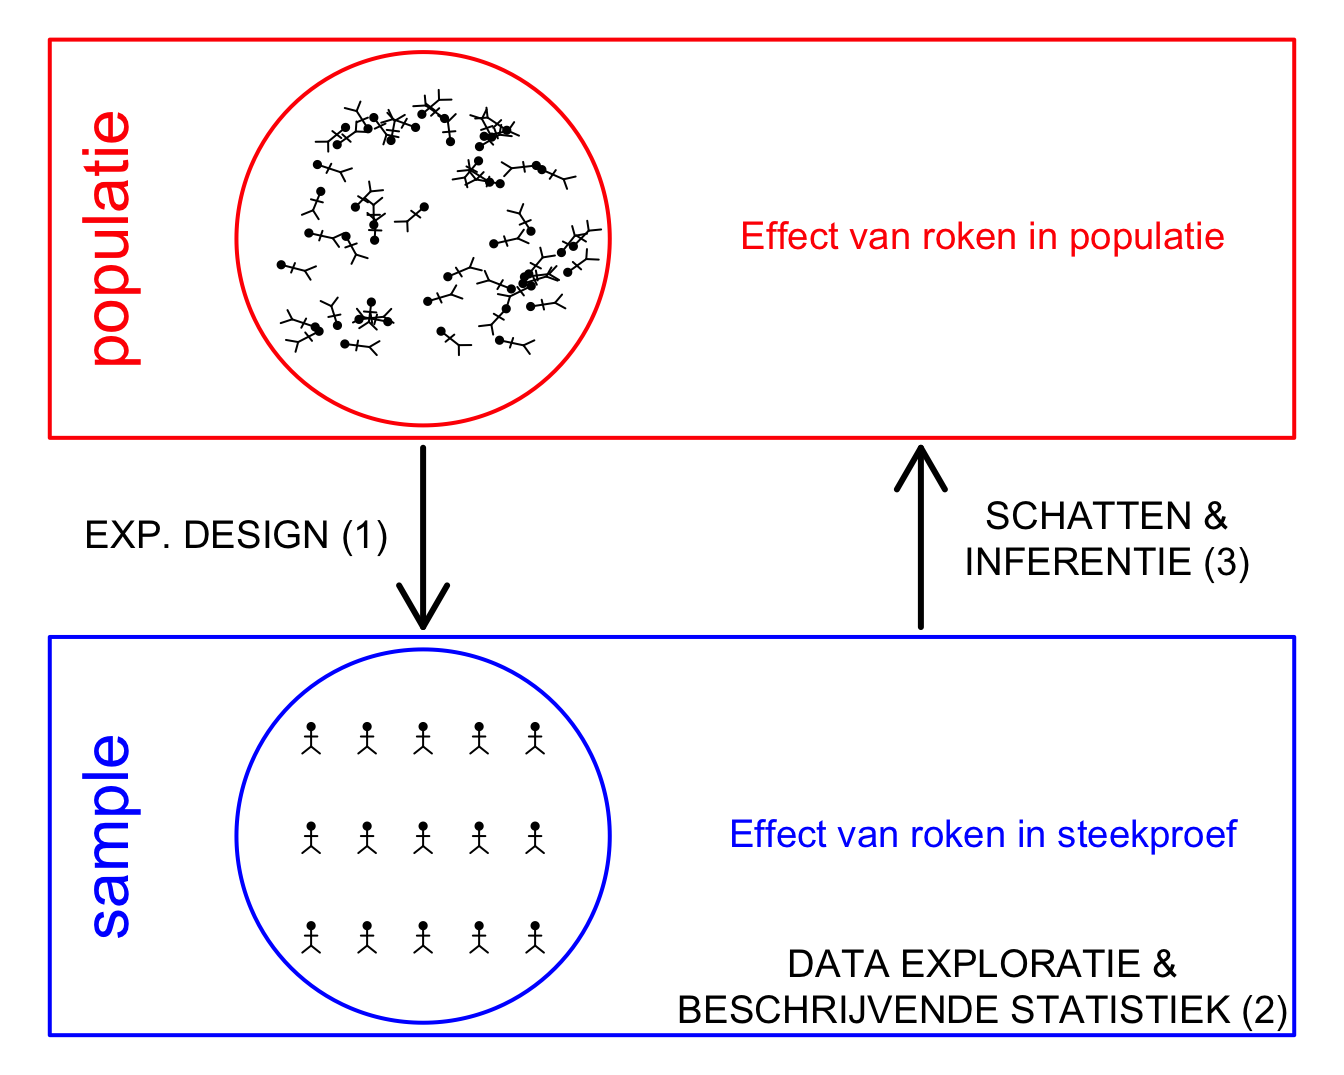 populatie
Effect van roken in populatie
EXP. DESIGN (1)
SCHATTEN &
INFERENTIE (3)
sample
Effect van roken in steekproef
DATA EXPLORATIE &
BESCHRIJVENDE STATISTIEK (2)